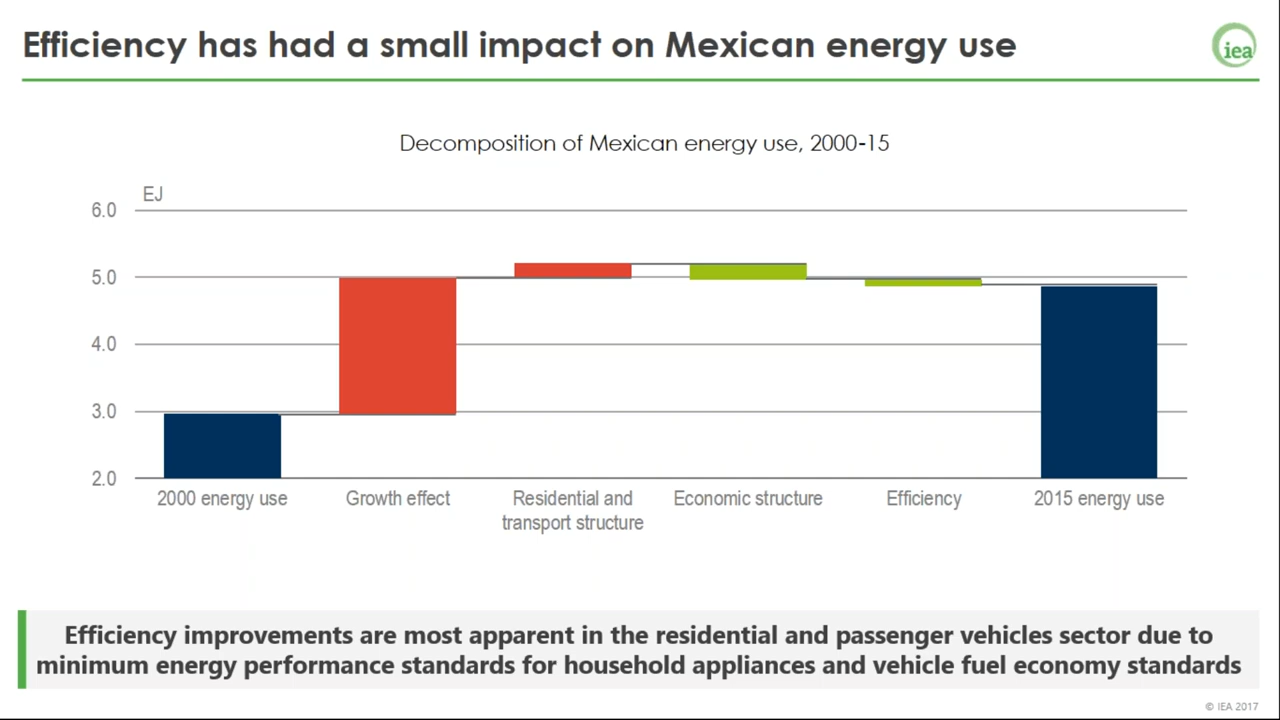 Efficiency has had a small impact on Mexican energy use
iea
Decomposition of Mexican energy use, 2000-15
EJ
6.0
5.0
4.0
3.0
2.0
2000 energy use
Growth effect
Residential and
transport structure
Economic structure
Efficiency
2015 energy use
Efficiency improvements are most apparent in the residential and passenger vehicles sector due to
minimum energy performance standards for household appliances and vehicle fuel economy standards
© IEA 2017